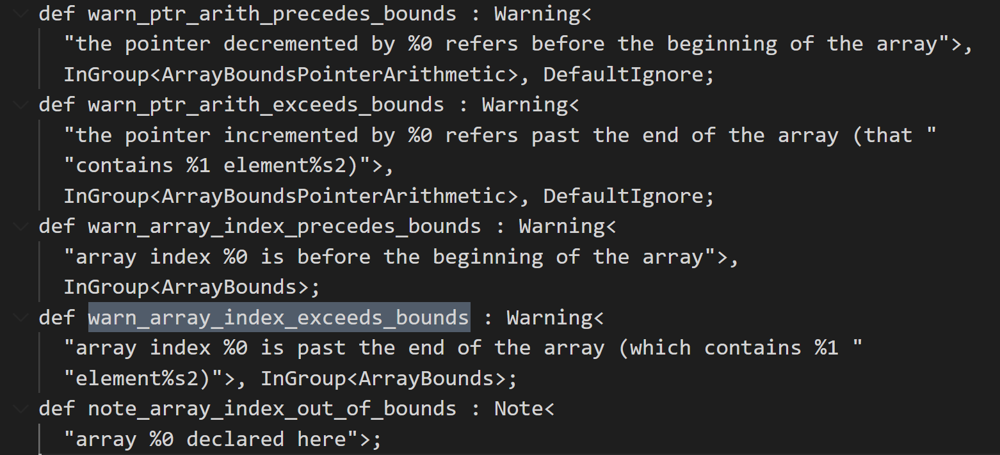 def warn_ptr_arith_precedes_bounds : Warning<
  "the pointer decremented by %0 refers before the beginning of the array">,
  InGroup<ArrayBoundsPointerArithmetic>, DefaultIgnore;
def warn_ptr_arith_exceeds_bounds : Warning<
  "the pointer incremented by %0 refers past the end of the array (that "
  "contains %1 element%s2)">,
  InGroup<ArrayBoundsPointerArithmetic>, DefaultIgnore;
def warn_array_index_precedes_bounds : Warning<
  "array index %0 is before the beginning of the array">,
  InGroup<ArrayBounds>;
def warn_array_index_exceeds_bounds : Warning<
  "array index %0 is past the end of the array (which contains %1 "
  "element%s2)">, InGroup<ArrayBounds>;
def note_array_index_out_of_bounds : Note<
  "array %0 declared here">;